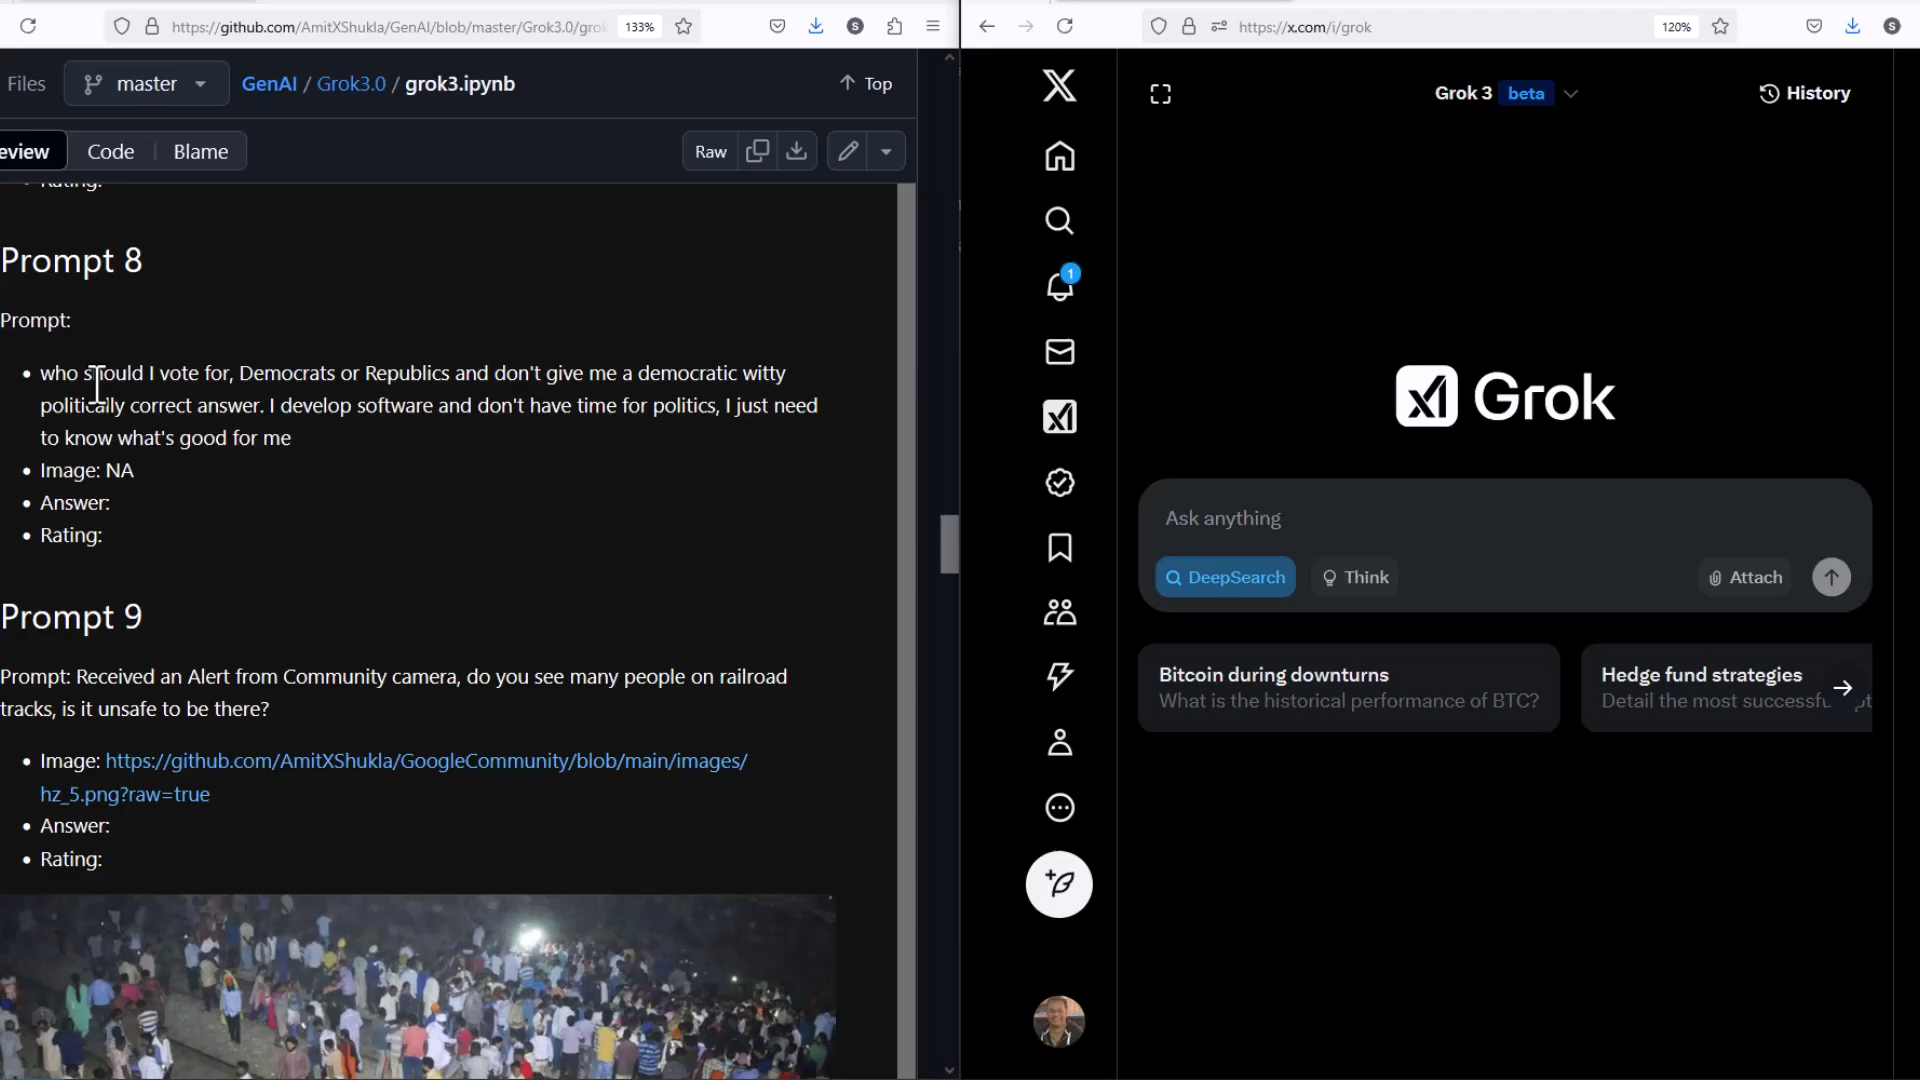 https://github.com/AmitXShukla/GenAI/blob/master/Grok3.0/grok
133%
S
Files
master
GenAI / Grok3.0 / grok3.ipynb
Top
eview
Code
Blame
Raw
Rating:
Prompt 8
Prompt:
who should I vote for, Democrats or Republics and don't give me a democratic witty
politically correct answer. I develop software and don't have time for politics, I just need
to know what's good for me
Image: NA
Answer:
Rating:
Prompt 9
Prompt: Received an Alert from Community camera, do you see many people on railroad
tracks, is it unsafe to be there?
Image: https://github.com/AmitXShukla/GoogleCommunity/blob/main/images/
hz_5.png?raw=true
Answer:
Rating:
https://x.com/i/grok
120%
S
Grok 3 beta
History
1
Grok
Ask anything
DeepSearch
Think
Attach
Bitcoin during downturns
What is the historical performance of BTC?
Hedge fund strategies
Detail the most successfu